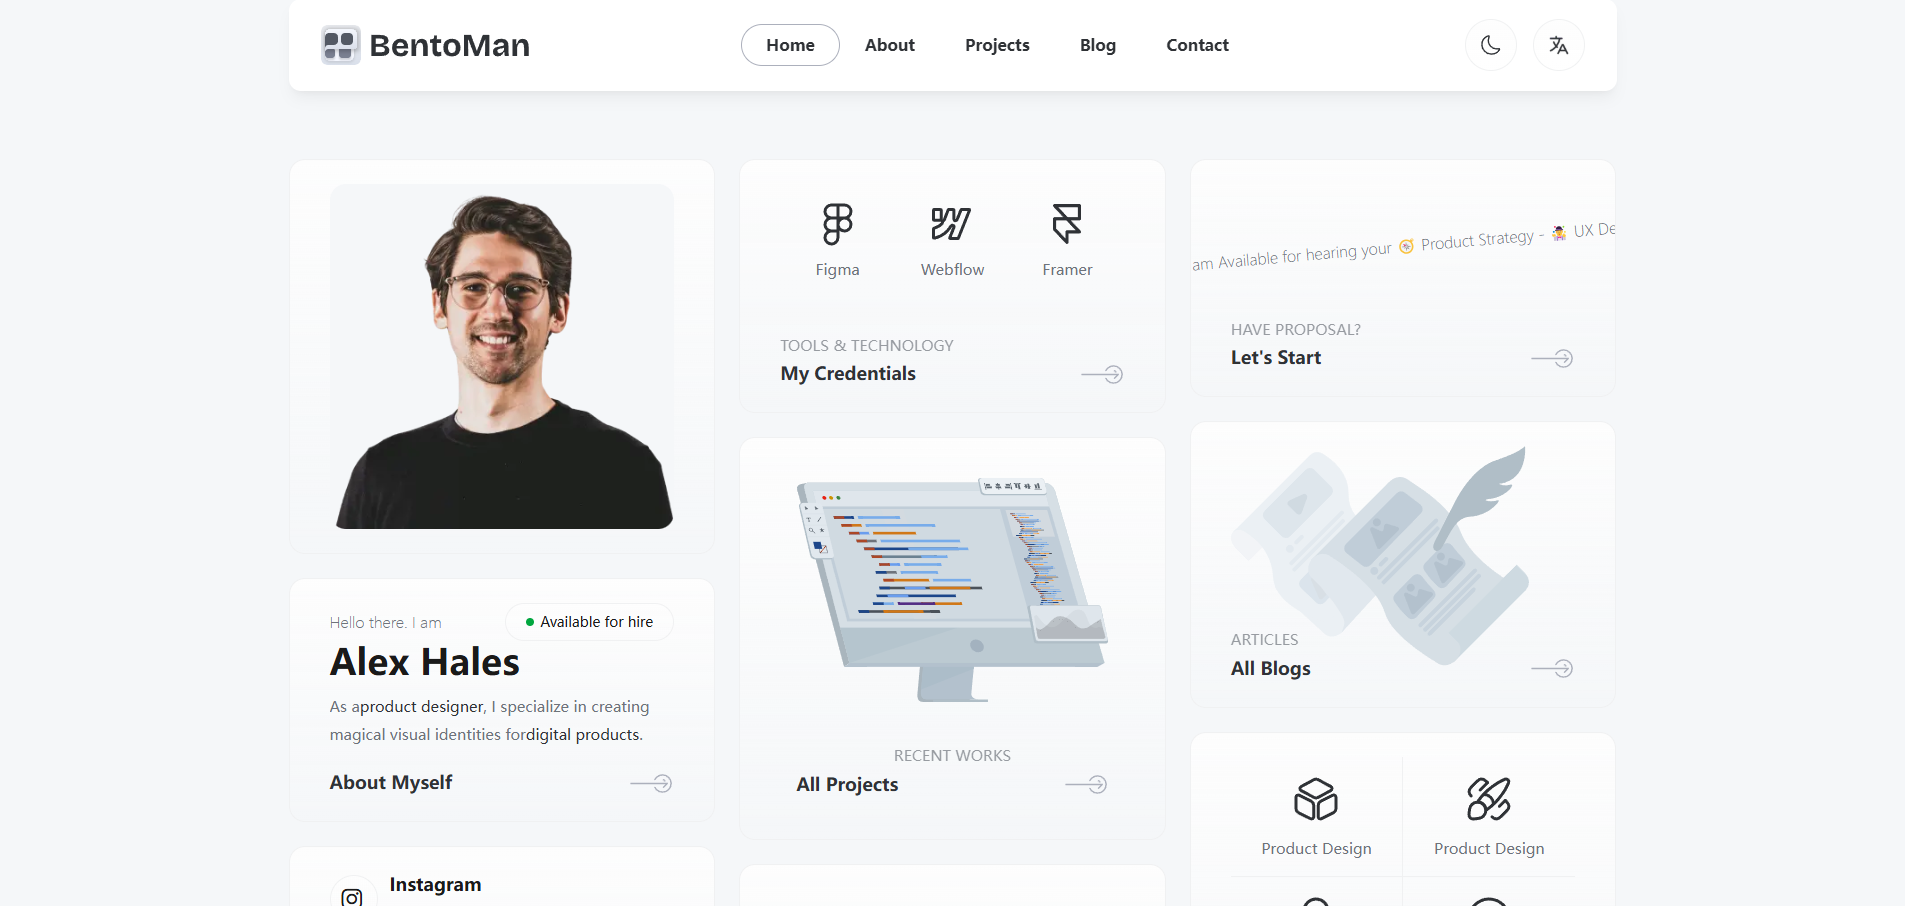 BentoMan
Home
About
Projects
Blog
Contact
Hello there. I am
Available for hire
Alex Hales
As aproduct designer, I specialize in creating
magical visual identities fordigital products.
About Myself
Instagram
Figma
Webflow
Framer
TOOLS & TECHNOLOGY
My Credentials
RECENT WORKS
All Projects
am Available for hearing your 🧭 Product Strategy - 🧝 UX De
HAVE PROPOSAL?
Let's Start
ARTICLES
All Blogs
Product Design
Product Design